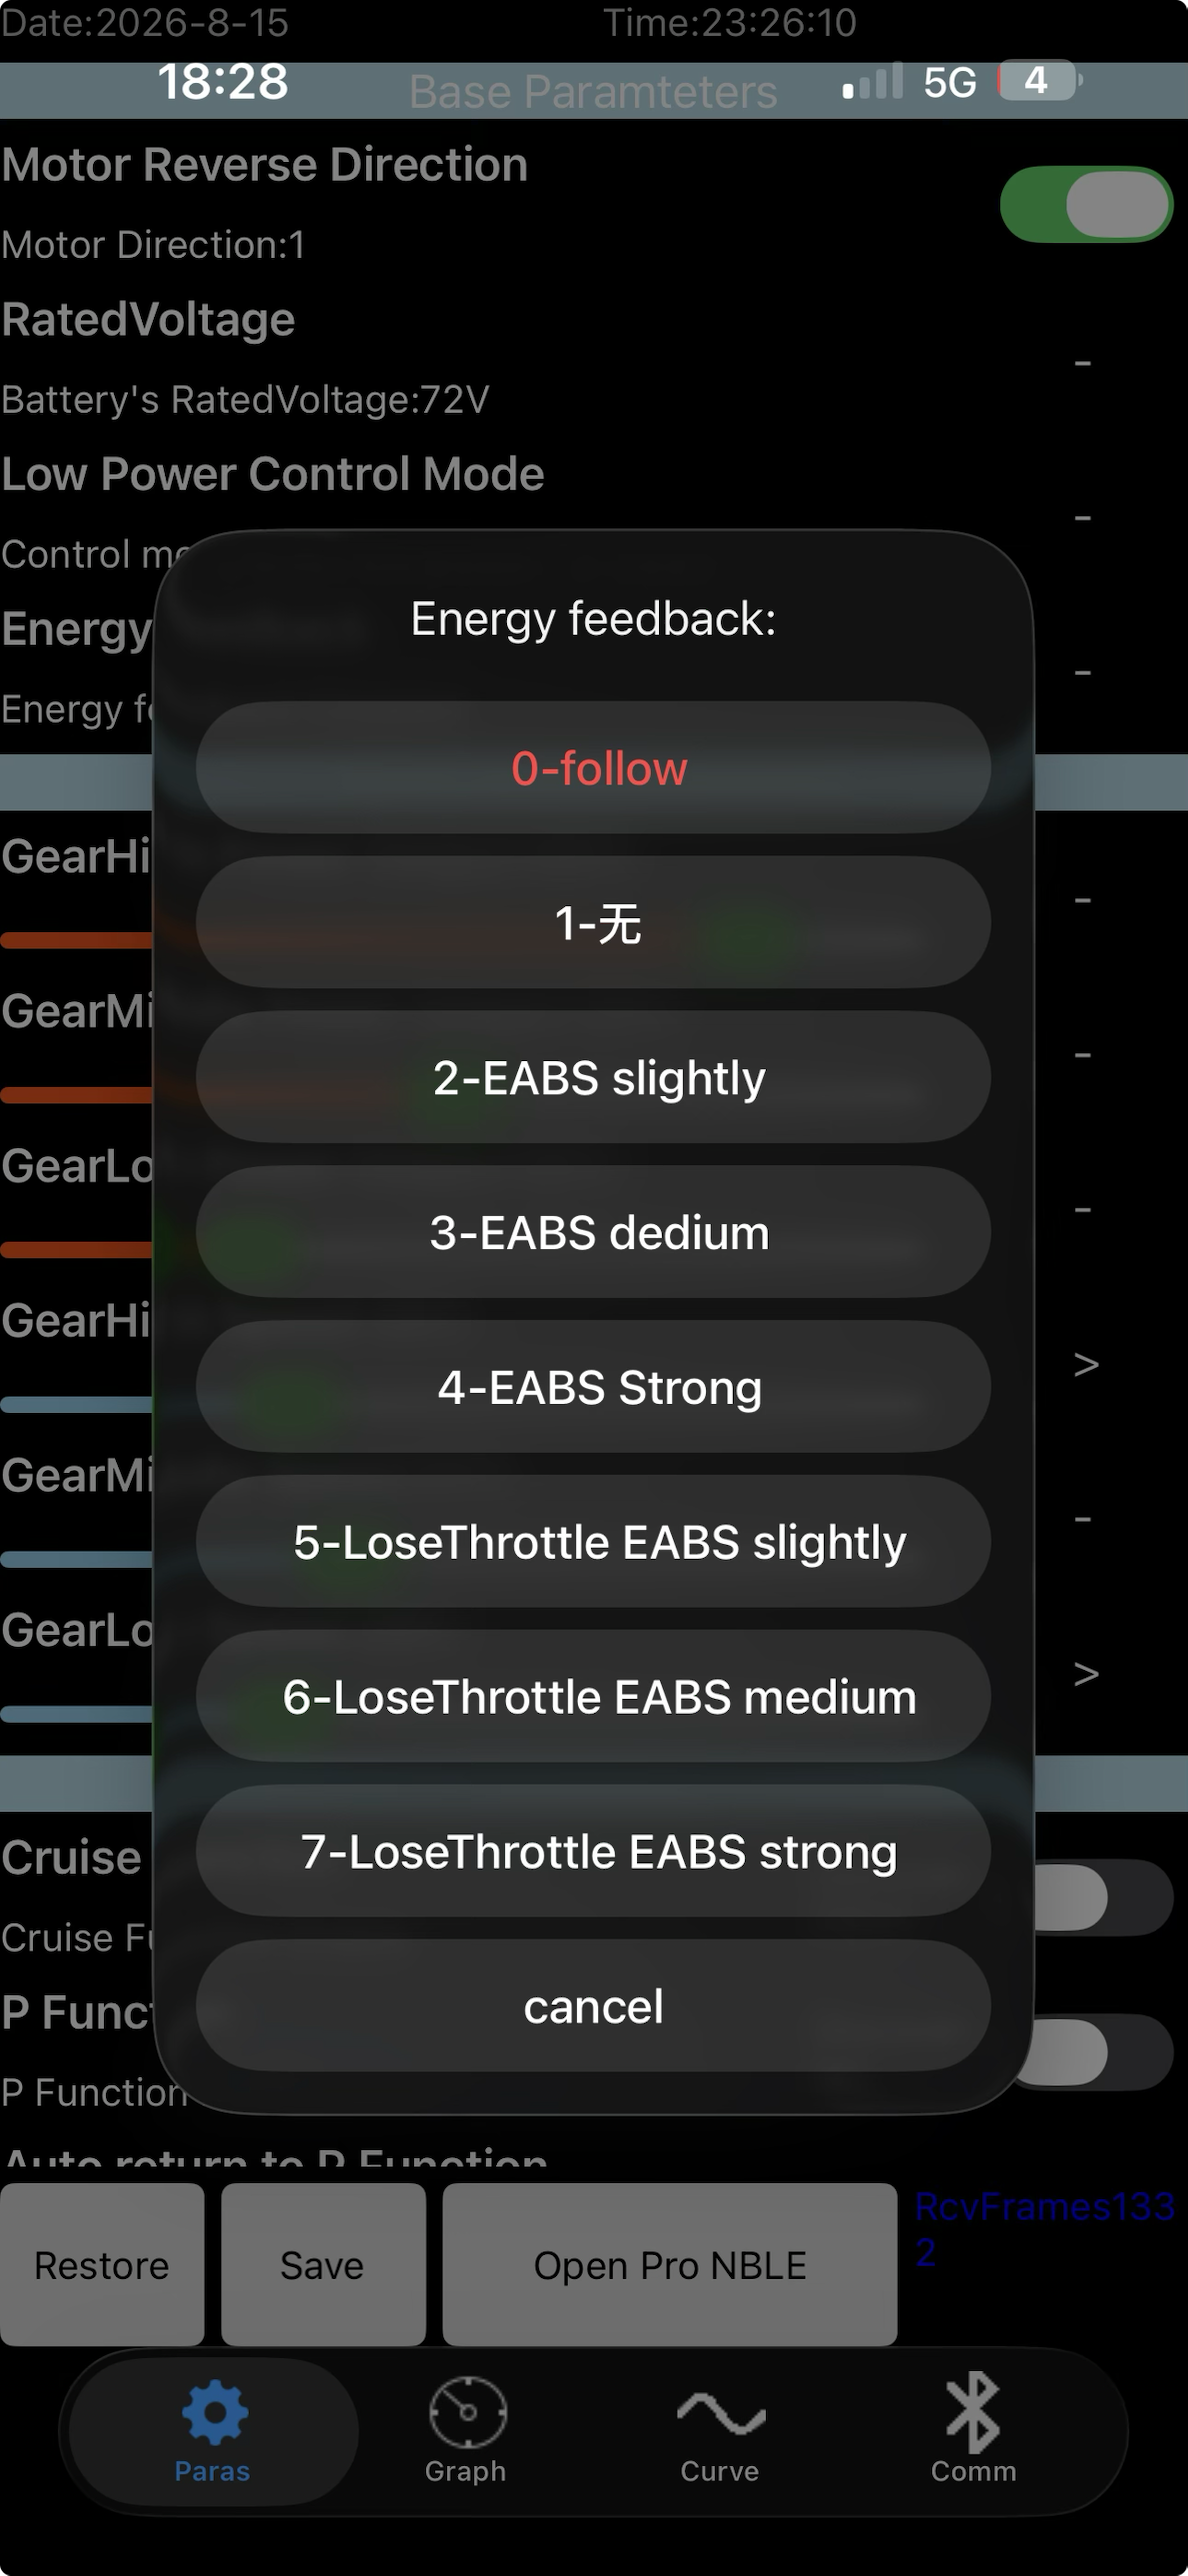 Date:2026-8-15 Time:23:26:10
18:28 Base Paramteters 5G 4
Motor Reverse Direction
Motor Direction:1
RatedVoltage
-
Battery's RatedVoltage:72V
Low Power Control Mode
-
Control
Energy feedback:
Energy
-
Energy
0-follow
GearHi
-
1-无
GearMi
-
2-EABS slightly
GearLo
-
3-EABS dedium
GearHi
>
4-EABS Strong
GearMi
-
5-LoseThrottle EABS slightly
GearLo
>
6-LoseThrottle EABS medium
7-LoseThrottle EABS strong
Cruise
Cruise
cancel
P Funct
P Function
Auto return to P Function
Restore Save Open Pro NBLE RcvFrames133
2
Paras Graph Curve Comm